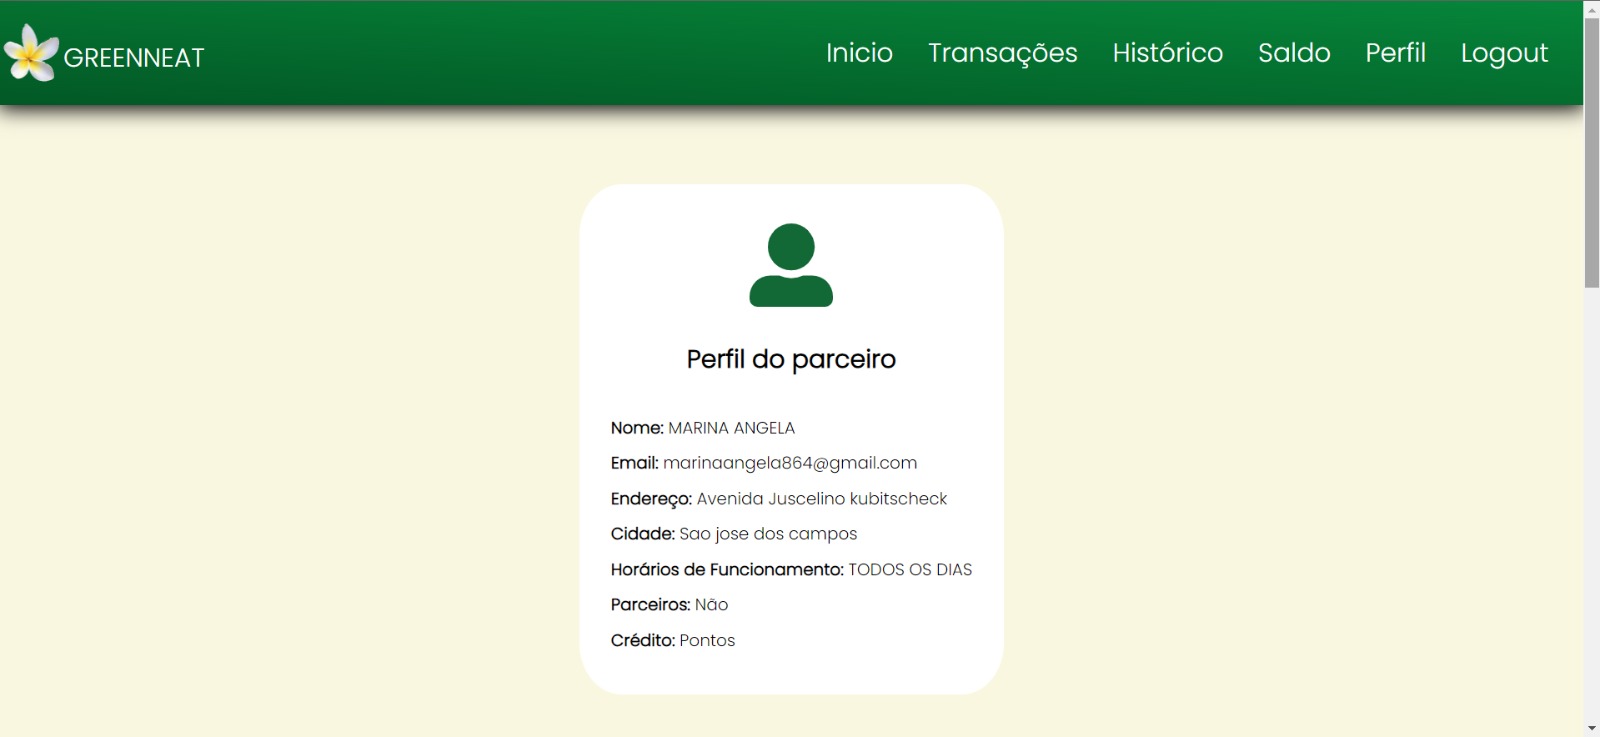 GREENNEAT
Inicio Transações Histórico Saldo Perfil Logout
Perfil do parceiro
Nome: MARINA ANGELA
Email: marinaangela864@gmail.com
Endereço: Avenida Juscelino kubitscheck
Cidade: Sao jose dos campos
Horários de Funcionamento: TODOS OS DIAS
Parceiros: Não
Crédito: Pontos